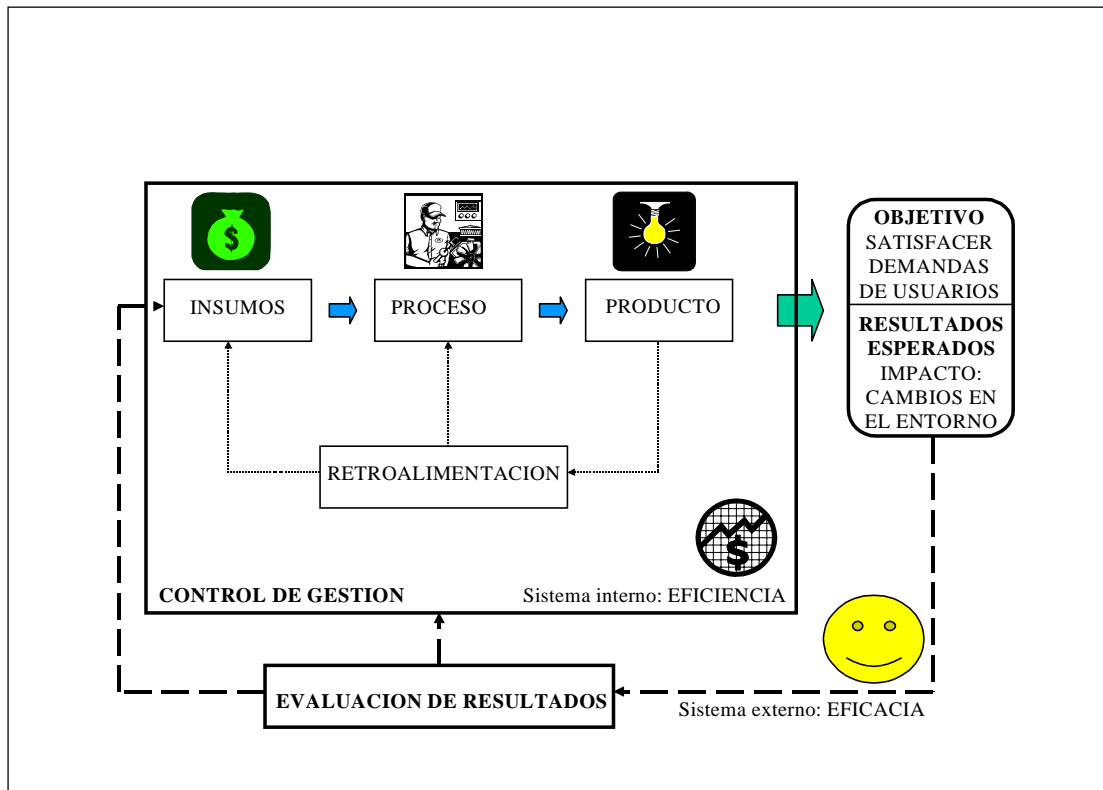 INSUMOS
PROCESO
PRODUCTO
RETROALIMENTACION
CONTROL DE GESTION
Sistema interno: EFICIENCIA
OBJETIVO
SATISFACER
DEMANDAS
DE USUARIOS
RESULTADOS
ESPERADOS
IMPACTO:
CAMBIOS EN
EL ENTORNO
EVALUACION DE RESULTADOS
Sistema externo: EFICACIA